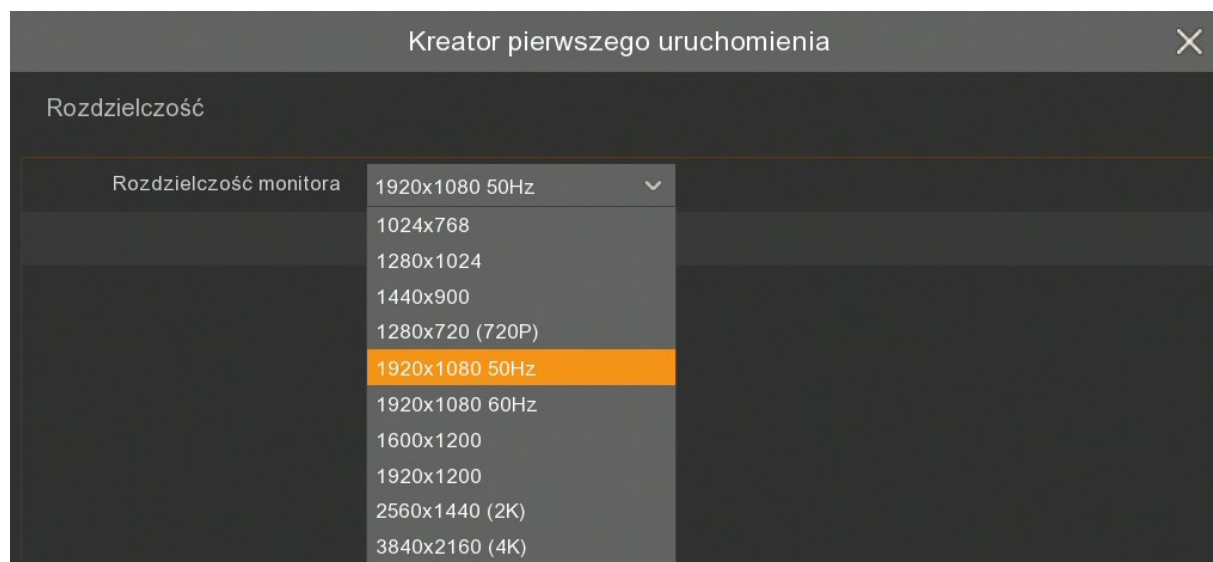 Kreator pierwszego uruchomienia
Rozdzielczość
Rozdzielczość monitora 1920x1080 50Hz
1024x768
1280x1024
1440x900
1280x720 (720P)
1920x1080 50Hz
1920x1080 60Hz
1600x1200
1920x1200
2560x1440 (2K)
3840x2160 (4K)